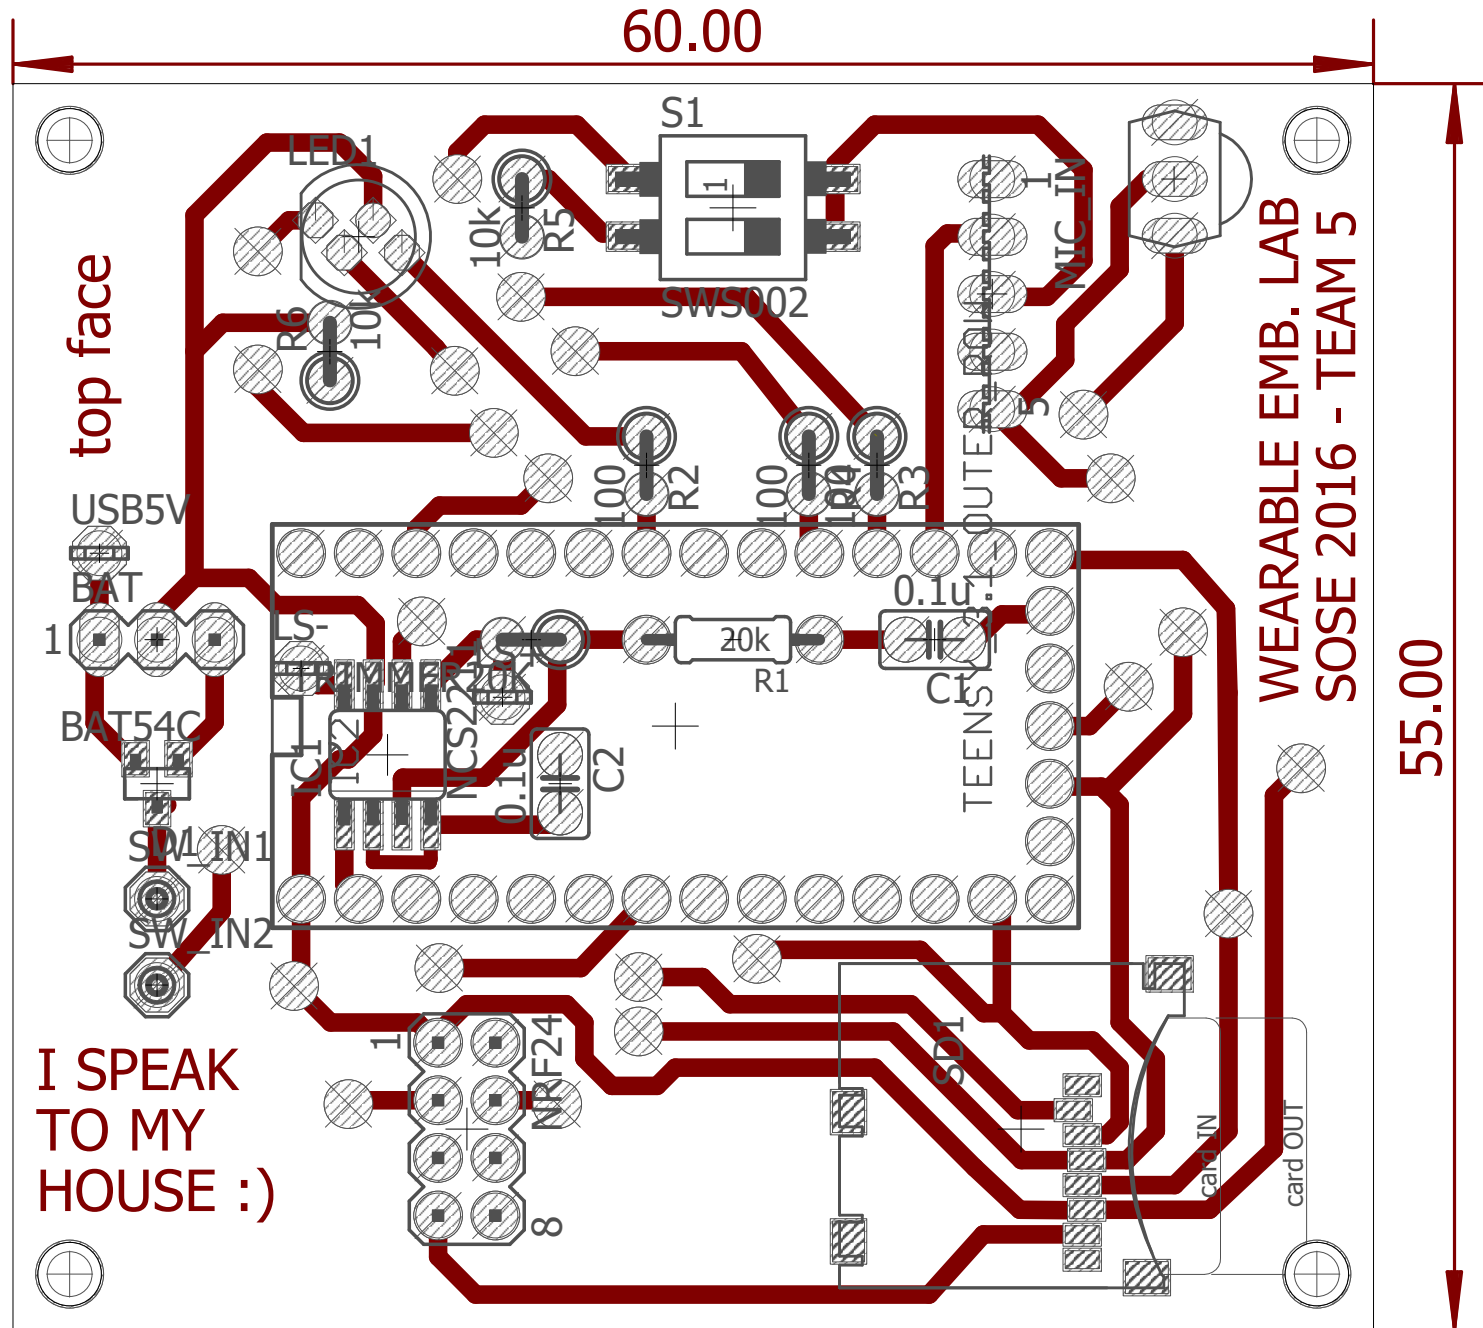 60.00
S1
LED1
1
1
MIC_IN
10k
R5
SWS002
R6
10k
5
top face
WEARABLE EMB. LAB
SOSE 2016 - TEAM 5
55.00
100
R2
100
R4
R3
USB5V
BAT
1
LS-
0.1u
20k
R1
C1
TRIMMER20K
BAT54C
IC1
IC2
NCS2211
0.1u
C2
D1
SW_IN1
SW_IN2
1
NRF24
8
SD1
card IN
card OUT
I SPEAK
TO MY
HOUSE :)